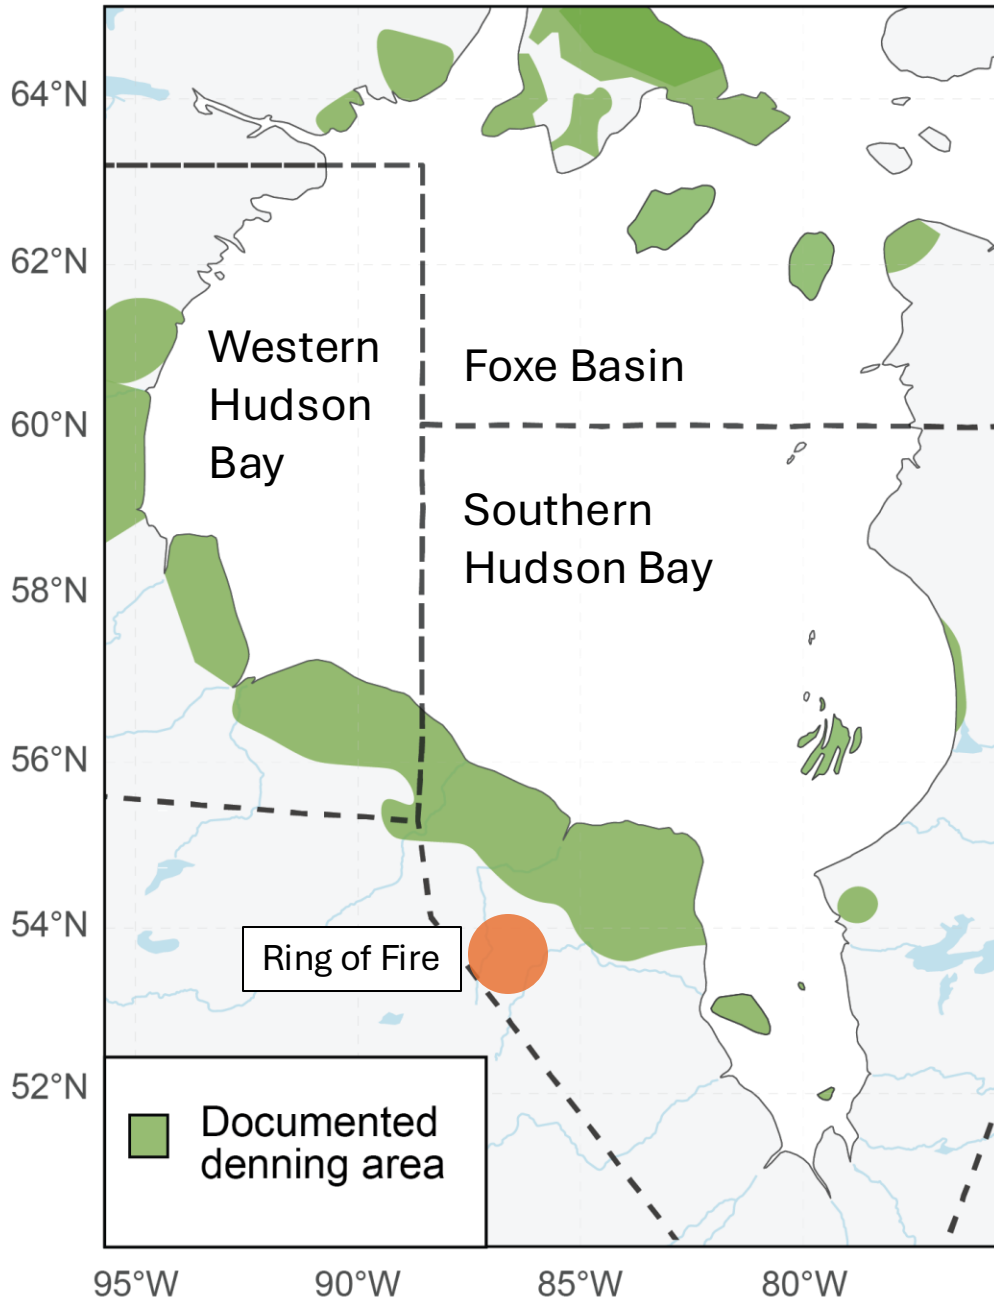 64°N
62°N
60°N
58°N
56°N
54°N
52°N
Western
Hudson
Bay
Foxe Basin
Southern
Hudson Bay
Ring of Fire
Documented
denning area
95°W
90°W
85°W
80°W